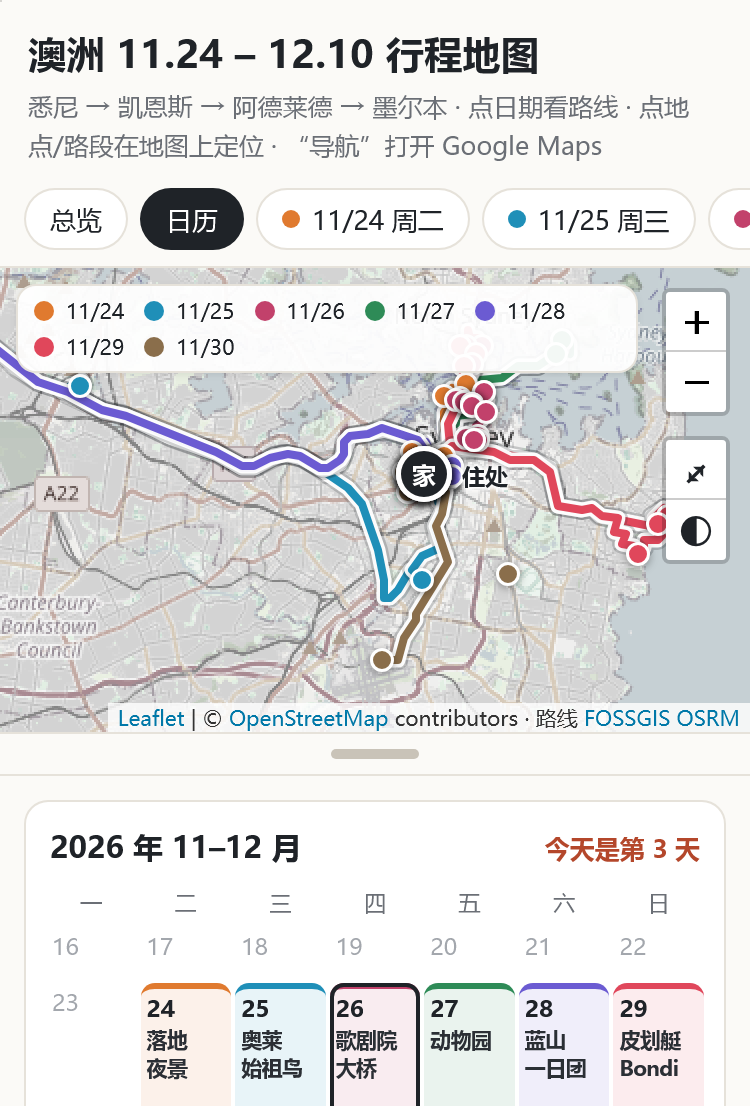 澳洲 11.24 – 12.10 行程地图
悉尼 → 凯恩斯 → 阿德莱德 → 墨尔本 · 点日期看路线 · 点地
点/路段在地图上定位 · “导航”打开 Google Maps
总览
日历
11/24 周二
11/25 周三
11/24
11/25
11/26
11/27
11/28
11/29
11/30
+
−
A22
家
住处
Canterbury-
Bankstown
Council
Leaflet | © OpenStreetMap contributors · 路线 FOSSGIS OSRM
2026 年 11–12 月
今天是第 3 天
一 二 三 四 五 六 日
16 17 18 19 20 21 22
23 24 25 26 27 28 29
落地 奥莱 歌剧院 动物园 蓝山 皮划艇
夜景 始祖鸟 大桥 一日团 Bondi